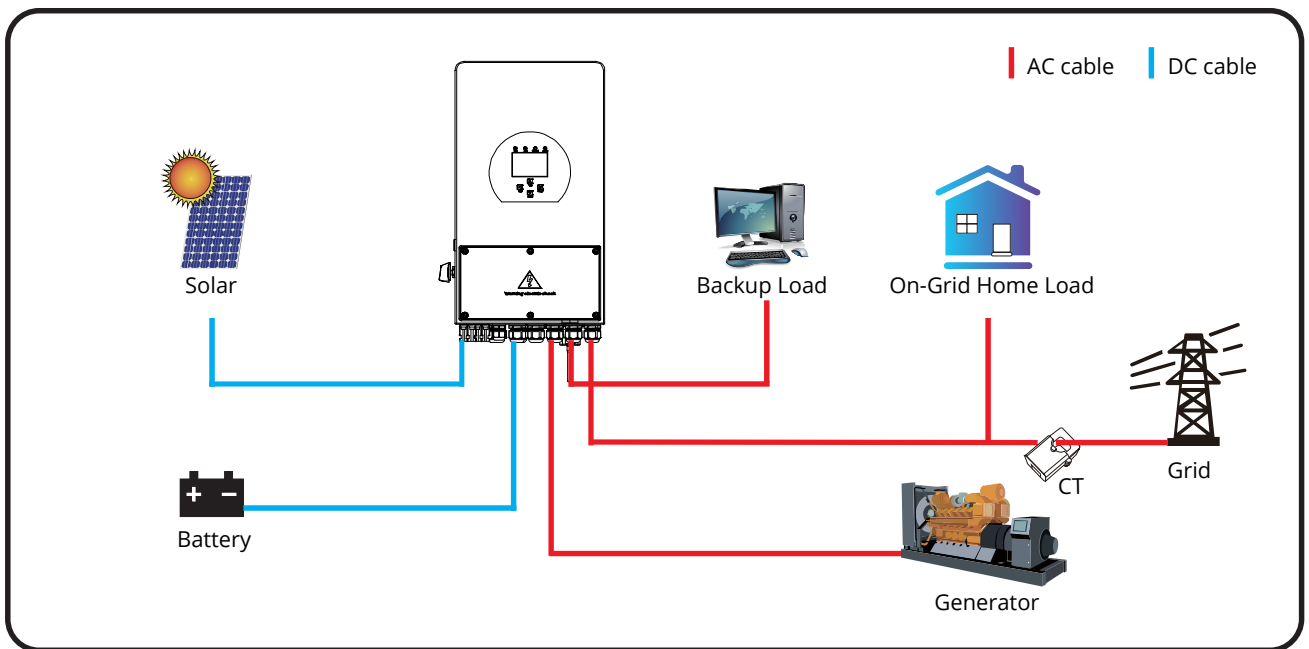 AC cable
DC cable
Solar
Backup Load
On-Grid Home Load
Grid
CT
Battery
Generator